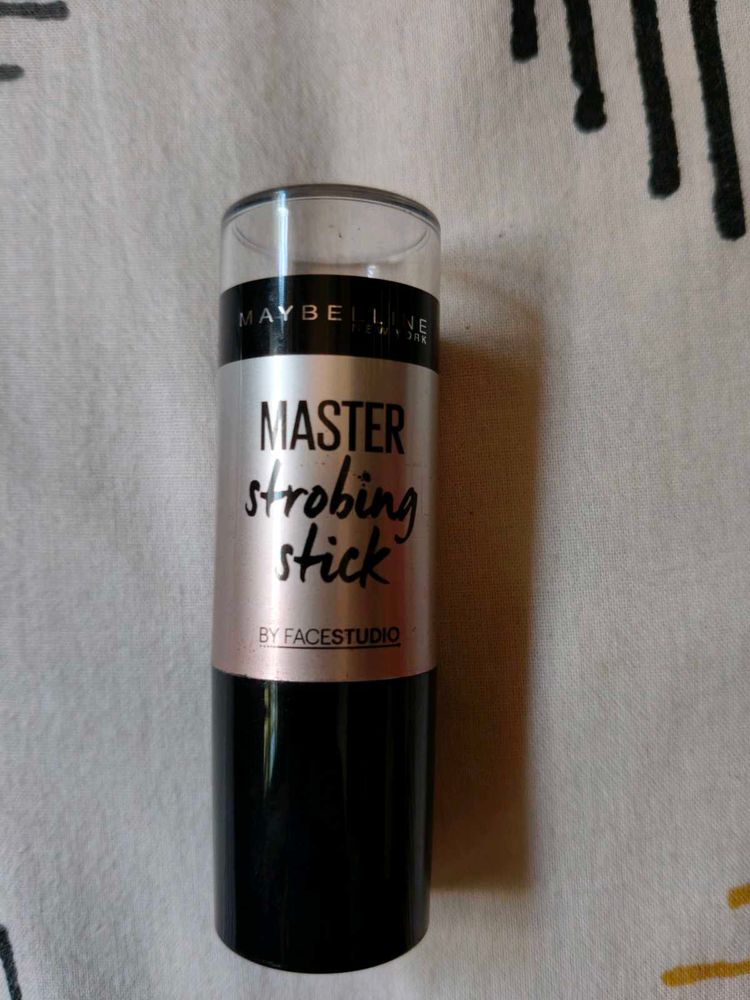 MAYBELLINE
NEW YORK
MASTER
strobing
stick
BY FACESTUDIO